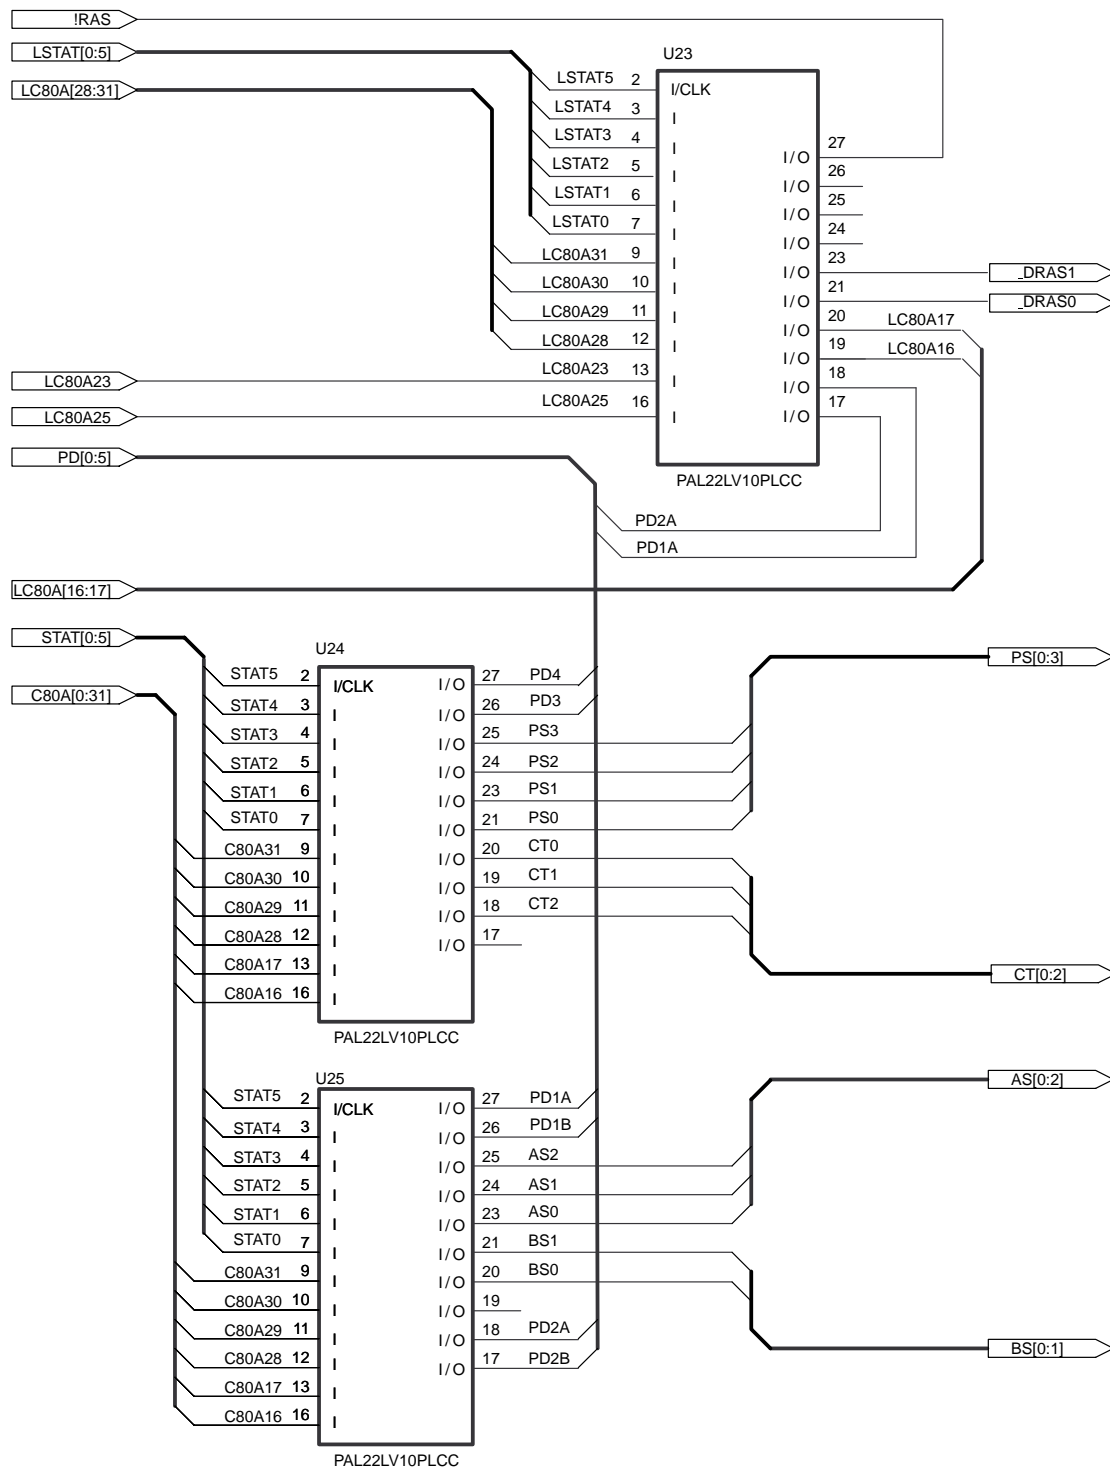 !RAS
LSTAT[0:5]
LC80A[28:31]
LC80A23
LC80A25
PD[0:5]
LC80A[16:17]
STAT[0:5]
C80A[0:31]
U23
LSTAT5 2 I/CLK
LSTAT4 3 I
LSTAT3 4 I I/O 27
LSTAT2 5 I I/O 26
LSTAT1 6 I I/O 25
LSTAT0 7 I I/O 24
LC80A31 9 I I/O 23 _DRAS1
LC80A30 10 I I/O 21 _DRAS0
LC80A29 11 I I/O 20 LC80A17
LC80A28 12 I I/O 19 LC80A16
LC80A23 13 I I/O 18
LC80A25 16 I I/O 17
PAL22LV10PLCC
PD2A
PD1A
U24
STAT5 2 I/CLK I/O 27 PD4
STAT4 3 I I/O 26 PD3
STAT3 4 I I/O 25 PS3
STAT2 5 I I/O 24 PS2
STAT1 6 I I/O 23 PS1
STAT0 7 I I/O 21 PS0
C80A31 9 I I/O 20 CT0
C80A30 10 I I/O 19 CT1
C80A29 11 I I/O 18 CT2
C80A28 12 I I/O 17
C80A17 13 I
C80A16 16 I
PAL22LV10PLCC
PS[0:3]
CT[0:2]
U25
STAT5 2 I/CLK I/O 27 PD1A
STAT4 3 I I/O 26 PD1B
STAT3 4 I I/O 25 AS2
STAT2 5 I I/O 24 AS1
STAT1 6 I I/O 23 AS0
STAT0 7 I I/O 21 BS1
C80A31 9 I I/O 20 BS0
C80A30 10 I I/O 19
C80A29 11 I I/O 18 PD2A
C80A28 12 I I/O 17 PD2B
C80A17 13 I
C80A16 16 I
PAL22LV10PLCC
AS[0:2]
BS[0:1]